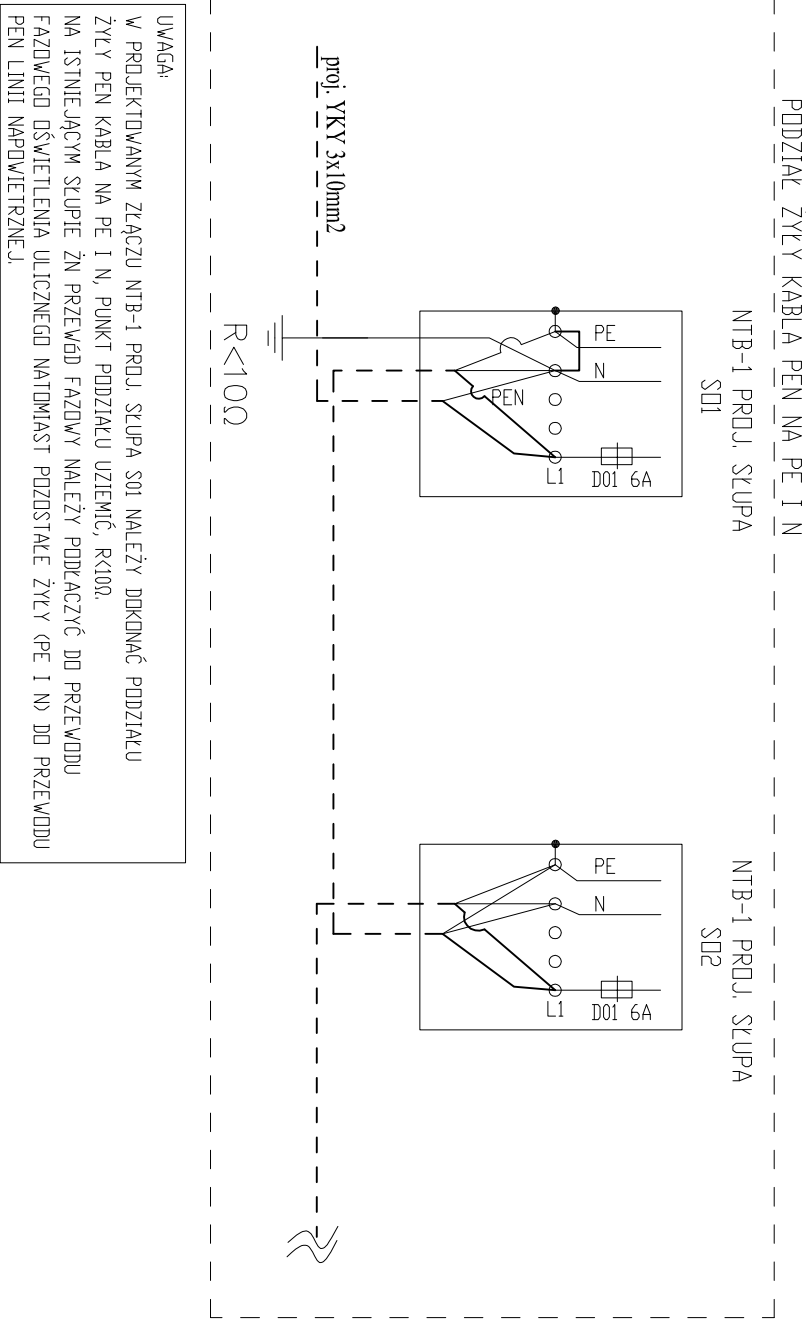 PODZIAŁ ŻYŁY KABLA PEN NA PE I N
NTB-1 PROJ. SŁUPA
S01
NTB-1 PROJ. SŁUPA
S02
PE
N
PEN
L1
D01 6A
PE
N
L1
D01 6A
proj. YKY 3x10mm2
R<10Ω
UWAGA:
W PROJEKTOWANYM ZŁĄCZU NTB-1 PROJ. SŁUPA S01 NALEŻY DOKONAĆ PODZIAŁU
ŻYŁY PEN KABLA NA PE I N, PUNKT PODZIAŁU UZIEMIĆ, R<10Ω.
NA ISTNIEJĄCYM SŁUPIE ŻN PRZEWÓD FAZOWY NALEŻY PODŁĄCZYĆ DO PRZEWODU
FAZOWEGO OŚWIETLENIA ULICZNEGO NATOMIAST POZOSTAŁE ŻYŁY (PE I N) DO PRZEWODU
PEN LINII NAPOWIETRZNEJ.